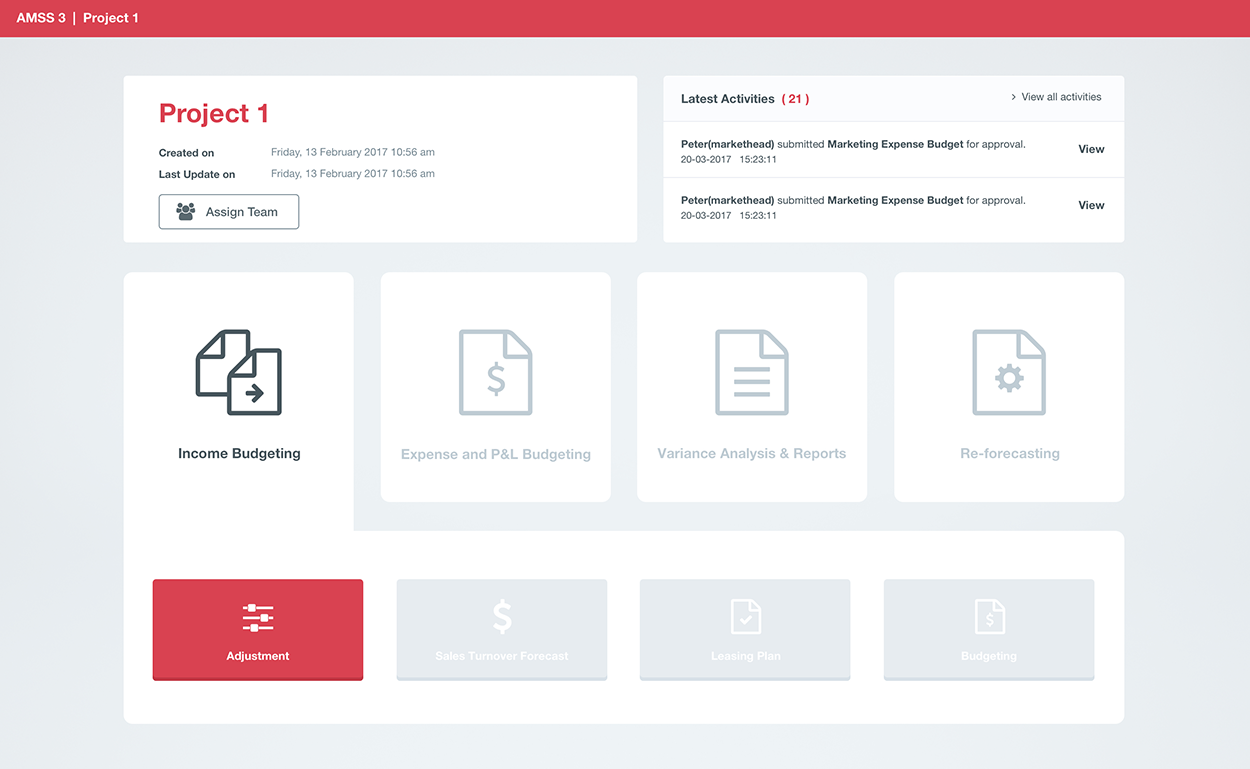 AMSS 3 | Project 1
Project 1
Created on Friday, 13 February 2017 10:56 am
Last Update on Friday, 13 February 2017 10:56 am
Assign Team
Latest Activities ( 21 )
> View all activities
Peter(markethead) submitted Marketing Expense Budget for approval.
20-03-2017 15:23:11
View
Peter(markethead) submitted Marketing Expense Budget for approval.
20-03-2017 15:23:11
View
Income Budgeting
Expense and P&L Budgeting
Variance Analysis & Reports
Re-forecasting
Adjustment
Sales Turnover Forecast
Leasing Plan
Budgeting